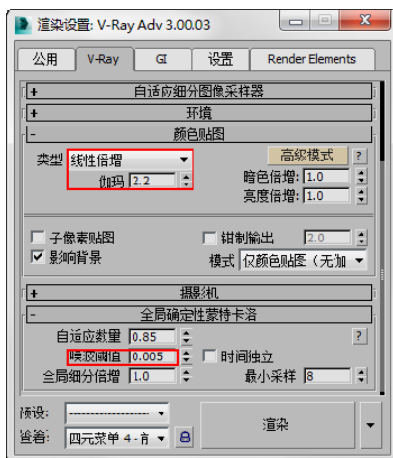 渲染设置: V-Ray Adv 3.00.03
公用 V-Ray GI 设置 Render Elements
+ 自适应细分图像采样器
+ 环境
- 颜色贴图
类型 线性倍增 高级模式 ?
伽玛 2.2 暗色倍增: 1.0
亮度倍增: 1.0
子像素贴图 钳制输出 2.0
影响背景 模式 仅颜色贴图（无加
+ 摄影机
- 全局确定性蒙特卡洛
自适应数量 0.85 ?
噪波阈值 0.005 时间独立
全局细分倍增 1.0 最小采样 8
预设: 渲染
查看: 四元菜单 4 - 前